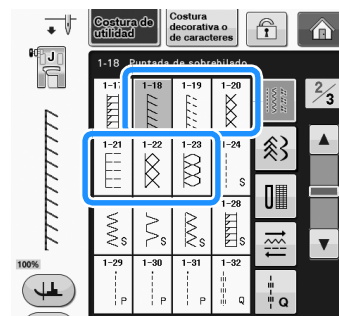 Costura de utilidad
Costura decorativa o de caracteres
J
1-18 Puntada de sobrehilado
1-17 1-18 1-19 1-20
2/3
1-21 1-22 1-23 1-24
S
1-28
S S S S
100%
1-29 1-30 1-31 1-32
P P Q
Q